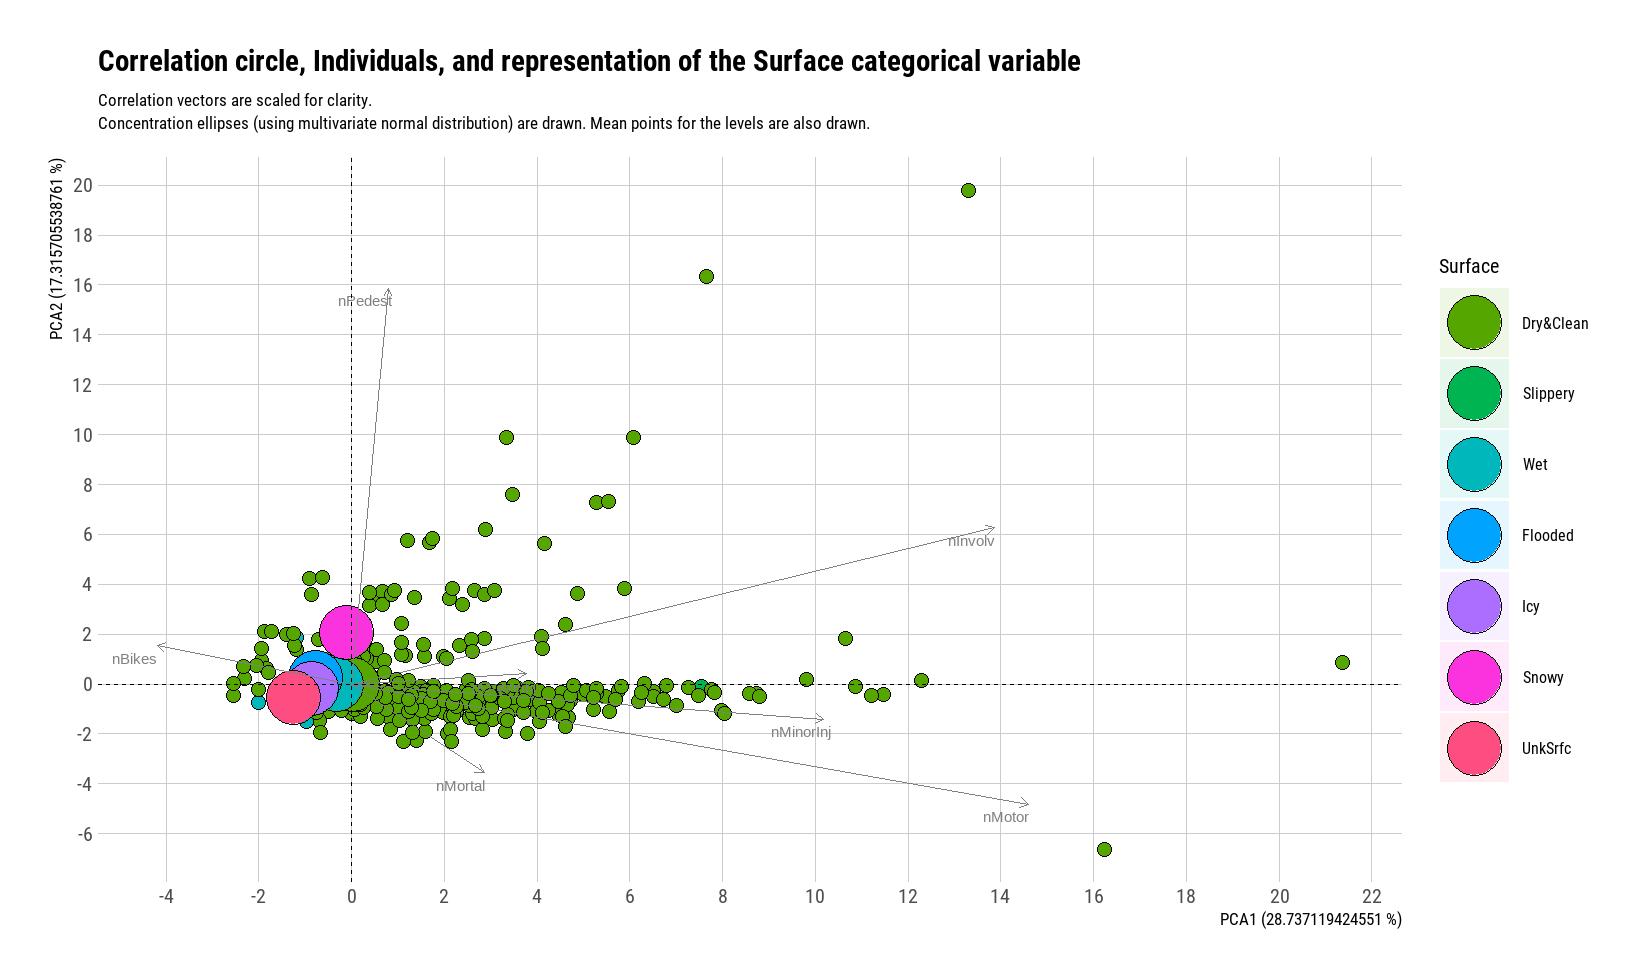 Correlation circle, Individuals, and representation of the Surface categorical variable
Correlation vectors are scaled for clarity.
Concentration ellipses (using multivariate normal distribution) are drawn. Mean points for the levels are also drawn.
PCA2 (17.3157055538761 %)
20
18
16
14
12
10
8
6
4
2
0
-2
-4
-6
nPedest
nInvolv
nBikes
nMinorInj
nMortal
nMotor
-4
-2
0
2
4
6
8
10
12
14
16
18
20
22
PCA1 (28.737119424551 %)
Surface
Dry&Clean
Slippery
Wet
Flooded
Icy
Snowy
UnkSrfc